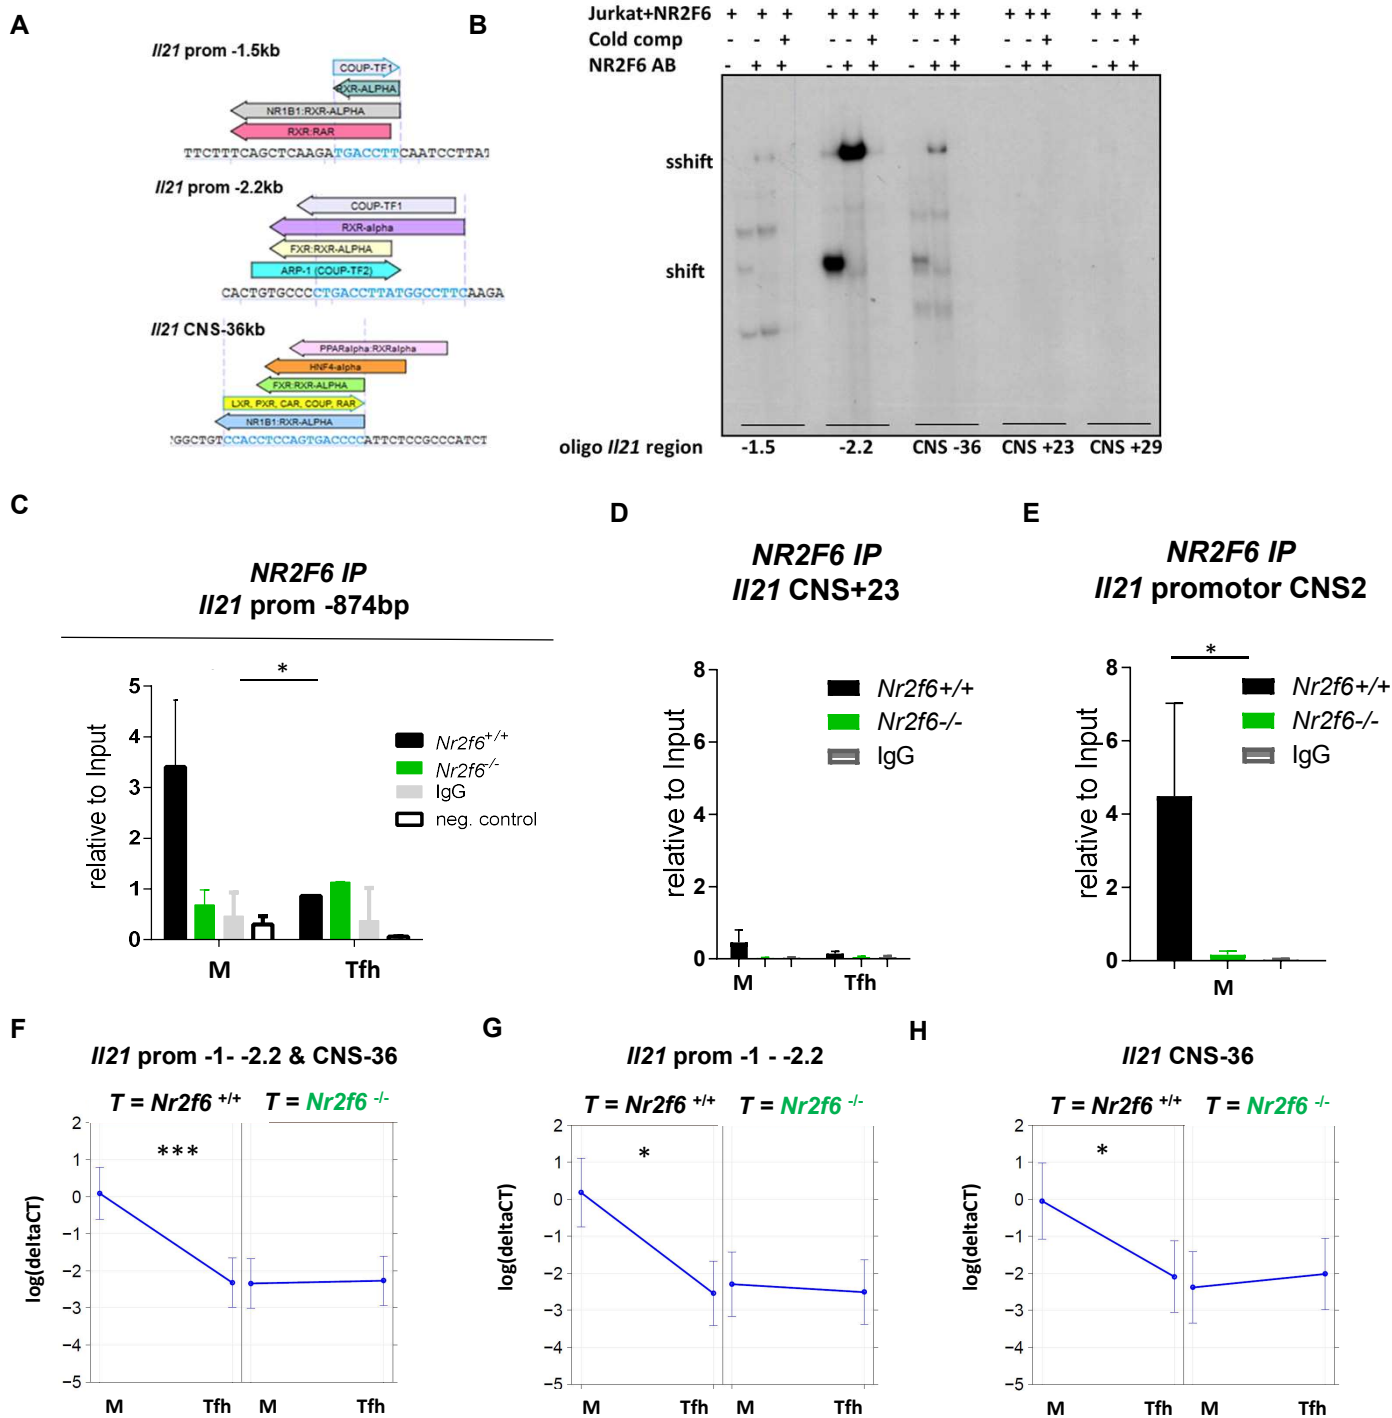 A
Il21 prom -1.5kb
COUP-TF1
RXR-ALPHA
NR1B1:RXR-ALPHA
RXR:RAR
TTCTTTCAGCTCAAGATGACCTTCAATCCTTAT
Il21 prom -2.2kb
COUP-TF1
RXR-alpha
FXR:RXR-ALPHA
ARP-1 (COUP-TF2)
CACTGTGCCCCTGACCTTATGGCCTTCAAGA
Il21 CNS-36kb
PPARalpha:RXRalpha
HNF4-alpha
FXR:RXR-ALPHA
LXR, PXR, CAR, COUP, RAR
NR1B1:RXR-ALPHA
GGCTGTCCACCTCCAGTGACCCCATTCTCCGCCCATCT
B
Jurkat+NR2F6 + + + + + + + + + + + + + + +
Cold comp - - + - - + - - + - - + - - +
NR2F6 AB - + + - + + - + + - + + - + +
sshift
shift
oligo Il21 region -1.5 -2.2 CNS -36 CNS +23 CNS +29
C
NR2F6 IP
Il21 prom -874bp
*
relative to Input
5
4
3
2
1
0
Nr2f6+/+
Nr2f6-/-
IgG
neg. control
M Tfh
D
NR2F6 IP
Il21 CNS+23
relative to Input
8
6
4
2
0
Nr2f6+/+
Nr2f6-/-
IgG
M Tfh
E
NR2F6 IP
Il21 promotor CNS2
*
relative to Input
8
6
4
2
0
Nr2f6+/+
Nr2f6-/-
IgG
M
F
Il21 prom -1- -2.2 & CNS-36
T = Nr2f6 +/+ T = Nr2f6 -/-
***
log(deltaCT)
2
1
0
−1
−2
−3
−4
−5
M Tfh M Tfh
G
Il21 prom -1 - -2.2
T = Nr2f6 +/+ T = Nr2f6 -/-
*
log(deltaCT)
2
1
0
−1
−2
−3
−4
−5
M Tfh M Tfh
H
Il21 CNS-36
T = Nr2f6 +/+ T = Nr2f6 -/-
*
log(deltaCT)
2
1
0
−1
−2
−3
−4
−5
M Tfh M Tfh